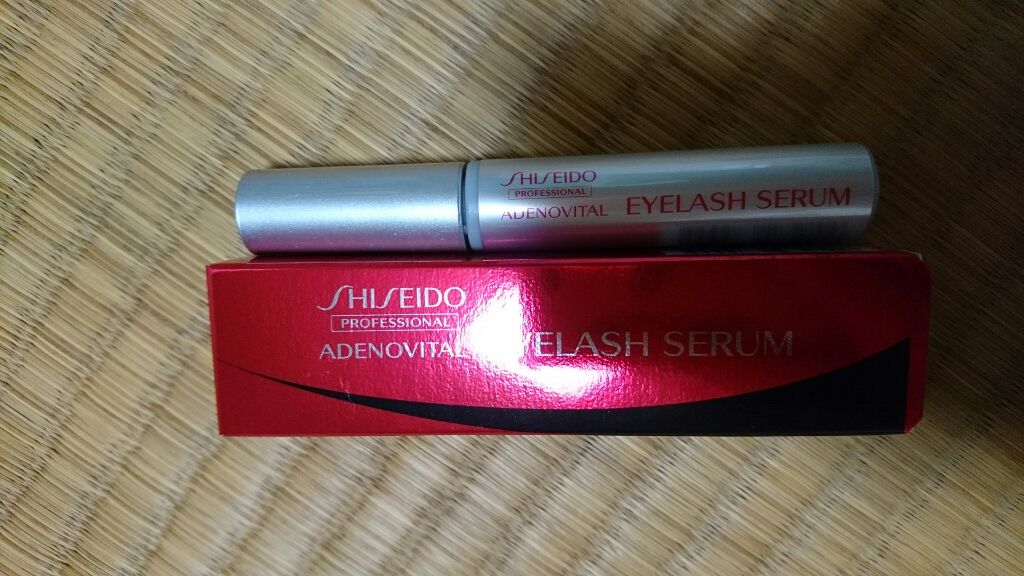 SHISEIDO
PROFESSIONAL
ADENOVITAL EYELASH SERUM
SHISEIDO
PROFESSIONAL
ADENOVITAL EYELASH SERUM